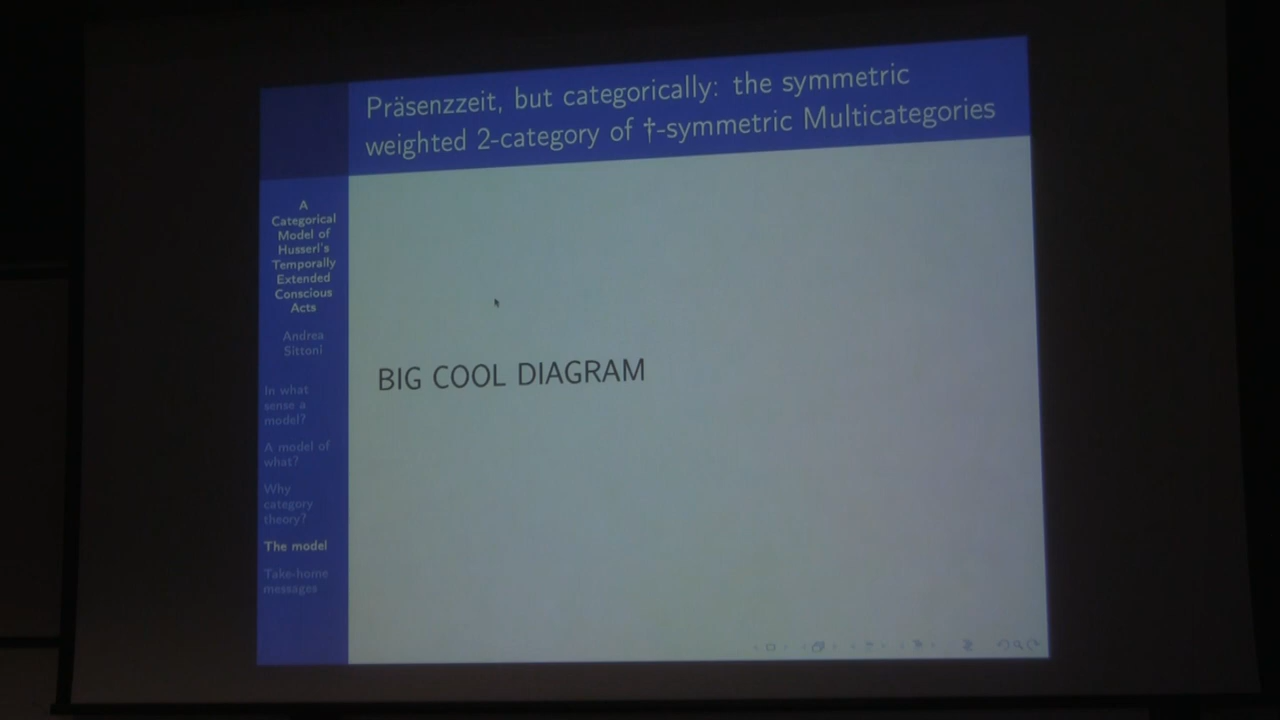 Präsenzzeit, but categorically: the symmetric
weighted 2-category of †-symmetric Multicategories
A
Categorical
Model of
Husserl's
Temporally
Extended
Conscious
Acts
Andrea
Sittoni
In what
sense a
model?
A model of
what?
Why
category
theory?
The model
Take-home
messages
BIG COOL DIAGRAM